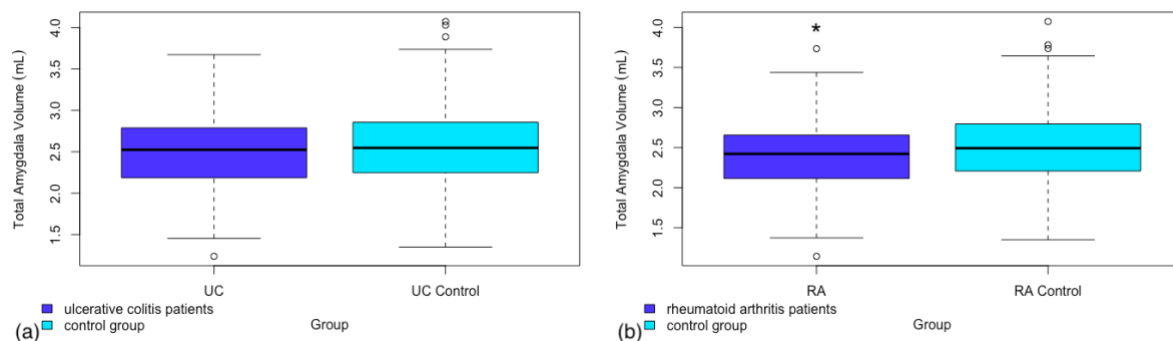 Total Amygdala Volume (mL)
4.0
3.5
3.0
2.5
2.0
1.5
UC
UC Control
ulcerative colitis patients
control group
Group
(a)
Total Amygdala Volume (mL)
4.0
3.5
3.0
2.5
2.0
1.5
*
RA
RA Control
rheumatoid arthritis patients
control group
Group
(b)